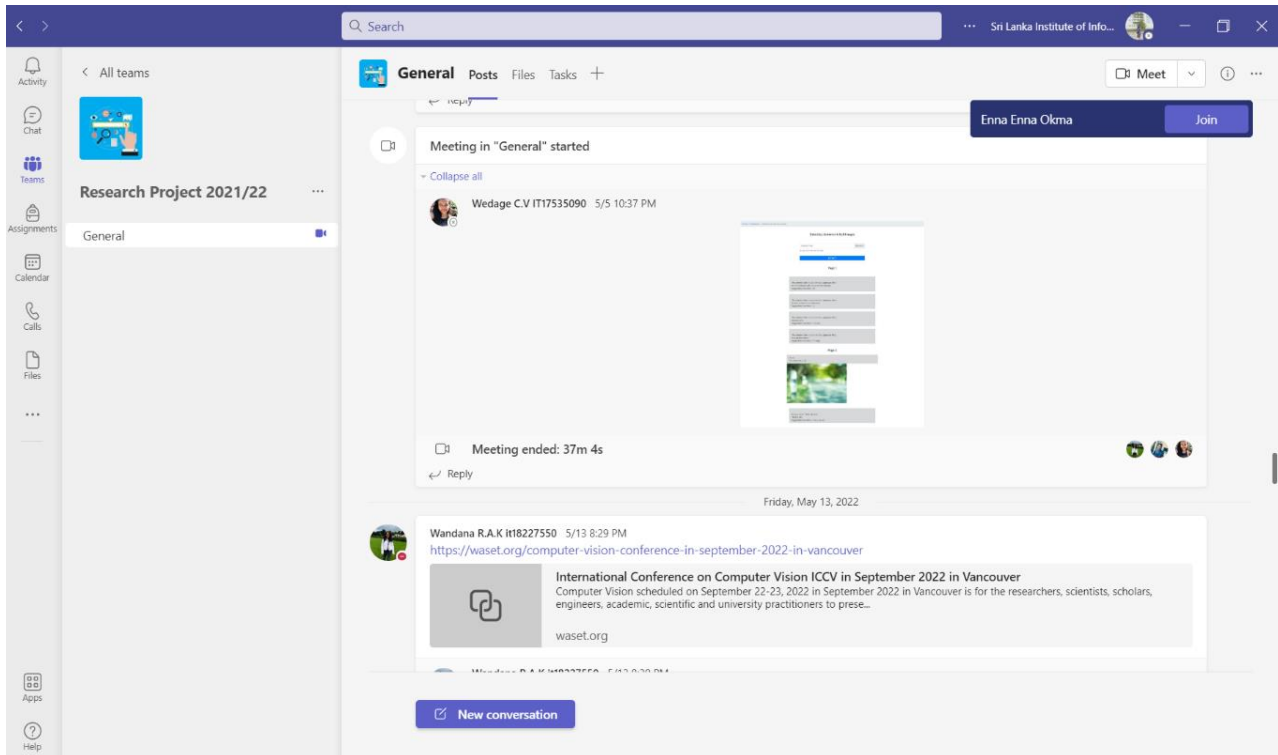 Search
Sri Lanka Institute of Info...
Activity
Chat
Teams
Assignments
Calendar
Calls
Files
Apps
Help
All teams
Research Project 2021/22
General
General Posts Files Tasks
Meet
Enna Enna Okma
Join
Reply
Meeting in "General" started
Collapse all
Wedage C.V IT17535090 5/5 10:37 PM
Meeting ended: 37m 4s
Reply
Friday, May 13, 2022
Wandana R.A.K it18227550 5/13 8:29 PM
https://waset.org/computer-vision-conference-in-september-2022-in-vancouver
International Conference on Computer Vision ICCV in September 2022 in Vancouver
Computer Vision scheduled on September 22-23, 2022 in September 2022 in Vancouver is for the researchers, scientists, scholars,
engineers, academic, scientific and university practitioners to prese...
waset.org
New conversation